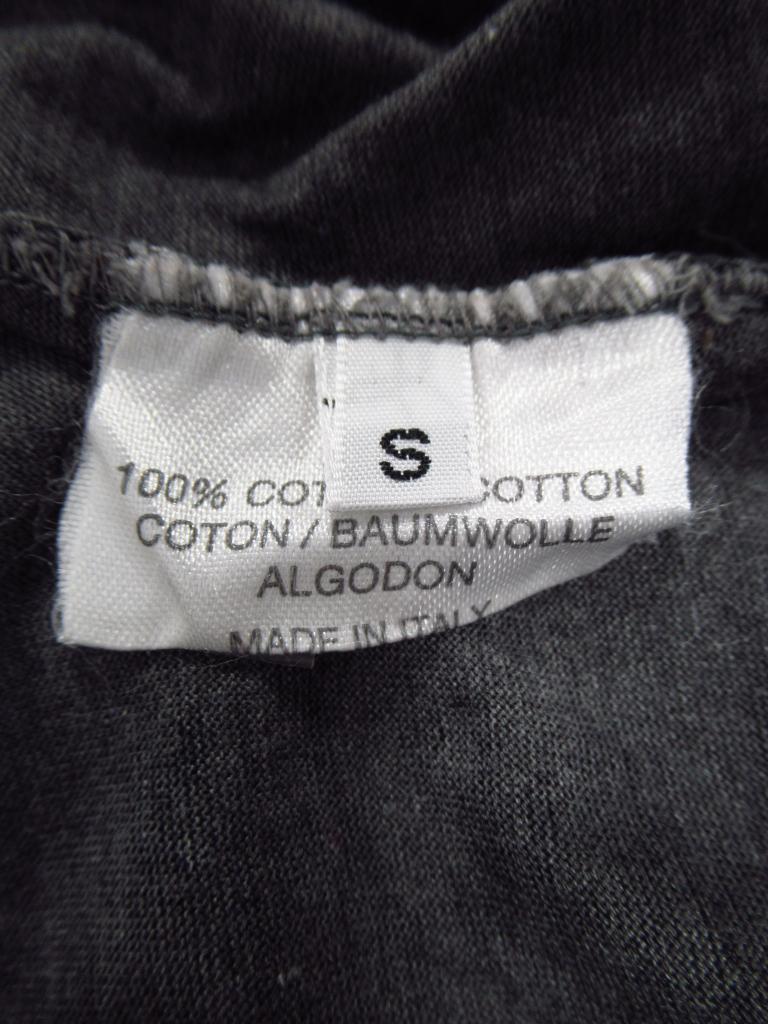 S
100% COT COTTON
COTON / BAUMWOLLE
ALGODON
MADE IN ITALY